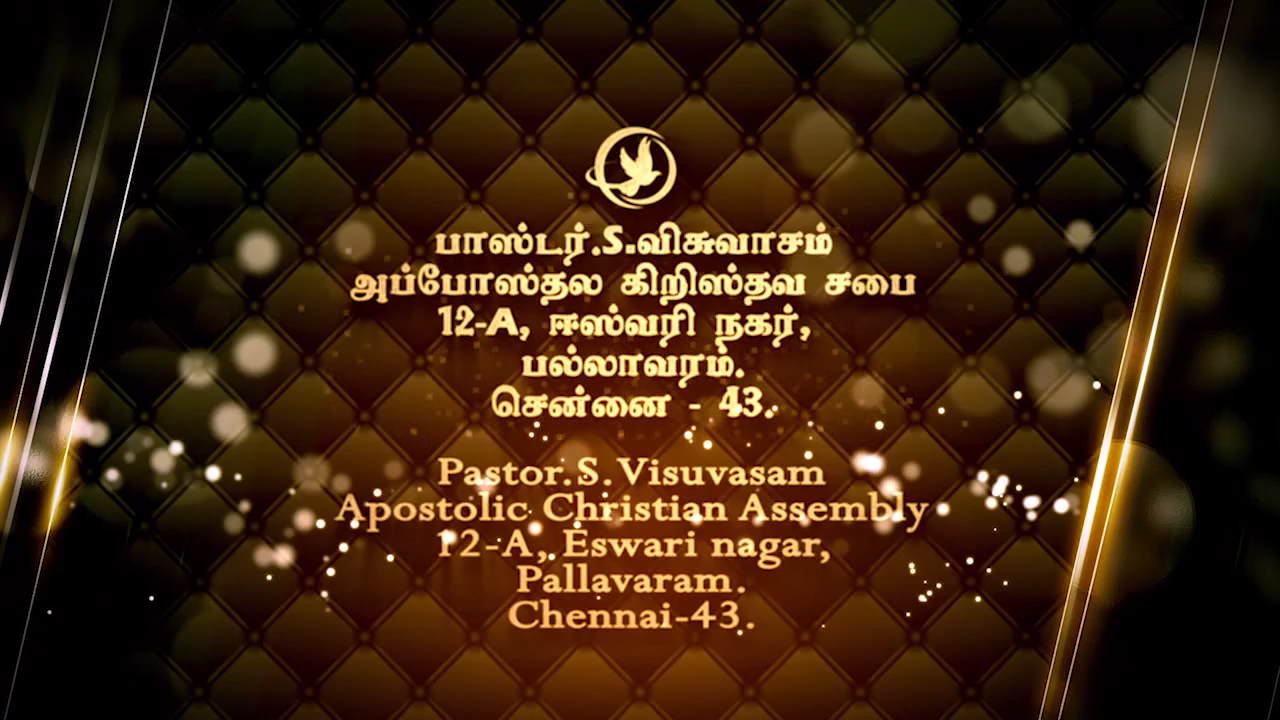 பாஸ்டர்.S.விசுவாசம்
அப்போஸ்தல கிறிஸ்தவ சபை
12-A, ஈஸ்வரி நகர்,
பல்லாவரம்.
சென்னை - 43.
Pastor.S.Visuvasam
Apostolic Christian Assembly
12-A, Eswari nagar,
Pallavaram.
Chennai-43.